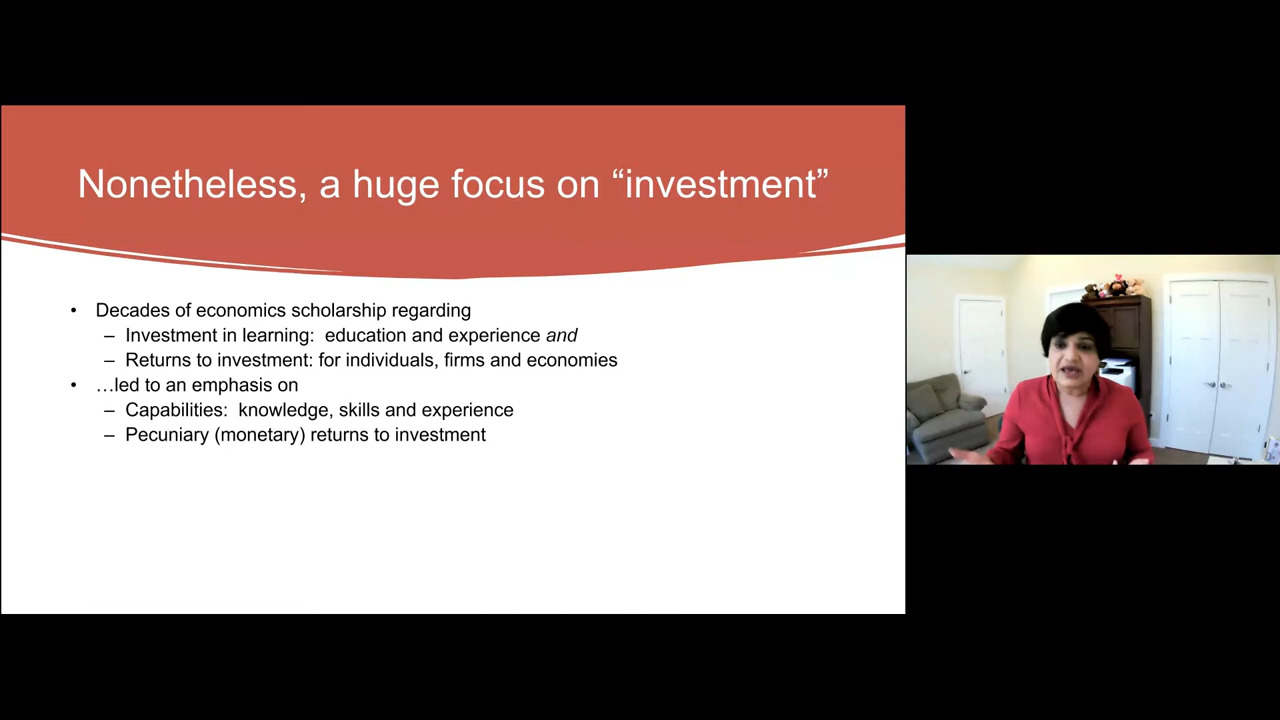 Nonetheless, a huge focus on “investment”
• Decades of economics scholarship regarding
– Investment in learning: education and experience and
– Returns to investment: for individuals, firms and economies
• …led to an emphasis on
– Capabilities: knowledge, skills and experience
– Pecuniary (monetary) returns to investment